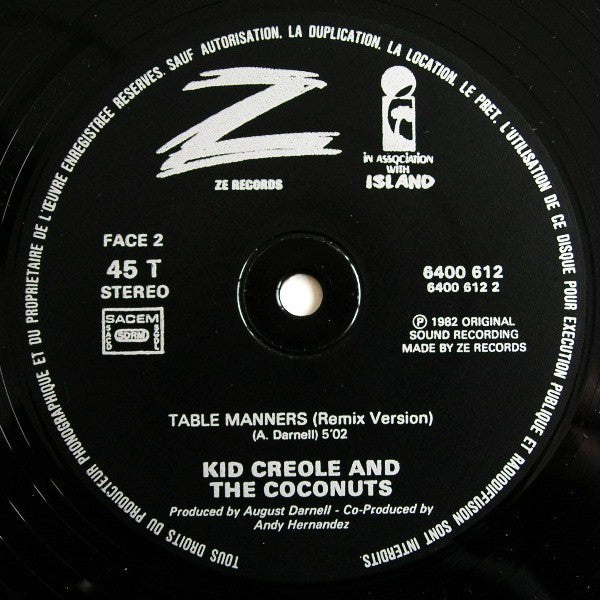 TOUS DROITS DU PRODUCTEUR PHONOGRAPHIQUE ET DU PROPRIETAIRE DE L'ŒUVRE ENREGISTREE RESERVES. SAUF AUTORISATION, LA DUPLICATION, LA LOCATION, LE PRET, L'UTILISATION DE CE DISQUE POUR EXECUTION PUBLIQUE ET RADIODIFFUSION SONT INTERDITS.
Z
ZE RECORDS
i
IN ASSOCIATION
WITH
ISLAND
FACE 2
45 T
STEREO
SACEM
SACD
SDRM
SGDL
6400 612
6400 612 2
℗ 1982 ORIGINAL
SOUND RECORDING
MADE BY ZE RECORDS
TABLE MANNERS (Remix Version)
(A. Darnell) 5'02
KID CREOLE AND
THE COCONUTS
Produced by August Darnell - Co-Produced by
Andy Hernandez